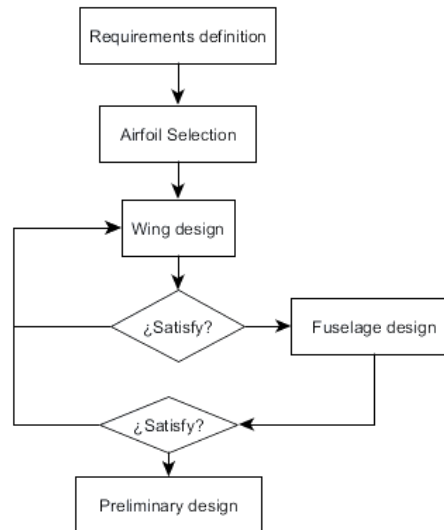 Requirements definition
Airfoil Selection
Wing design
¿Satisfy?
Fuselage design
¿Satisfy?
Preliminary design